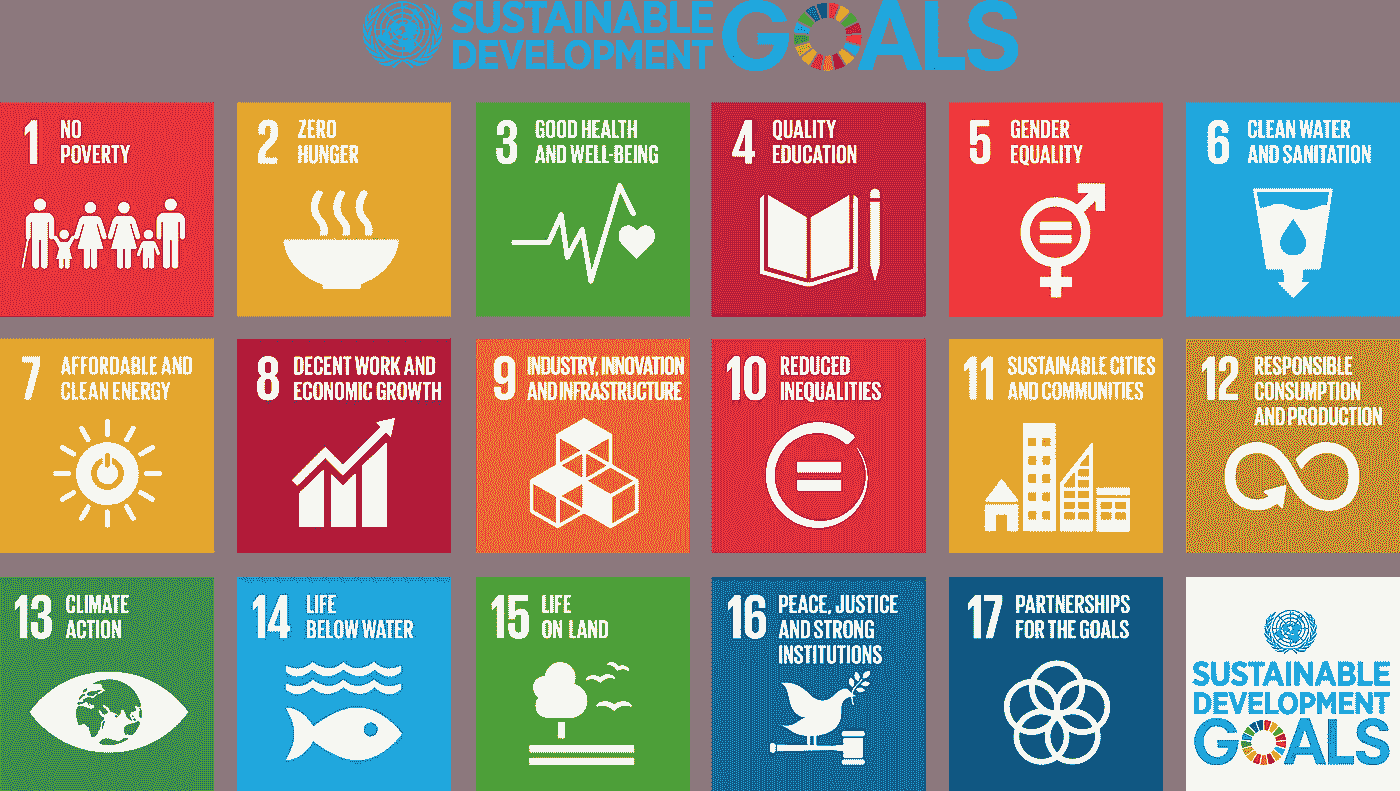 SUSTAINABLE
DEVELOPMENT
GOALS
1 NO
POVERTY
2 ZERO
HUNGER
3 GOOD HEALTH
AND WELL-BEING
4 QUALITY
EDUCATION
5 GENDER
EQUALITY
6 CLEAN WATER
AND SANITATION
7 AFFORDABLE AND
CLEAN ENERGY
8 DECENT WORK AND
ECONOMIC GROWTH
9 INDUSTRY, INNOVATION
AND INFRASTRUCTURE
10 REDUCED
INEQUALITIES
11 SUSTAINABLE CITIES
AND COMMUNITIES
12 RESPONSIBLE
CONSUMPTION
AND PRODUCTION
13 CLIMATE
ACTION
14 LIFE
BELOW WATER
15 LIFE
ON LAND
16 PEACE, JUSTICE
AND STRONG
INSTITUTIONS
17 PARTNERSHIPS
FOR THE GOALS
SUSTAINABLE
DEVELOPMENT
GOALS